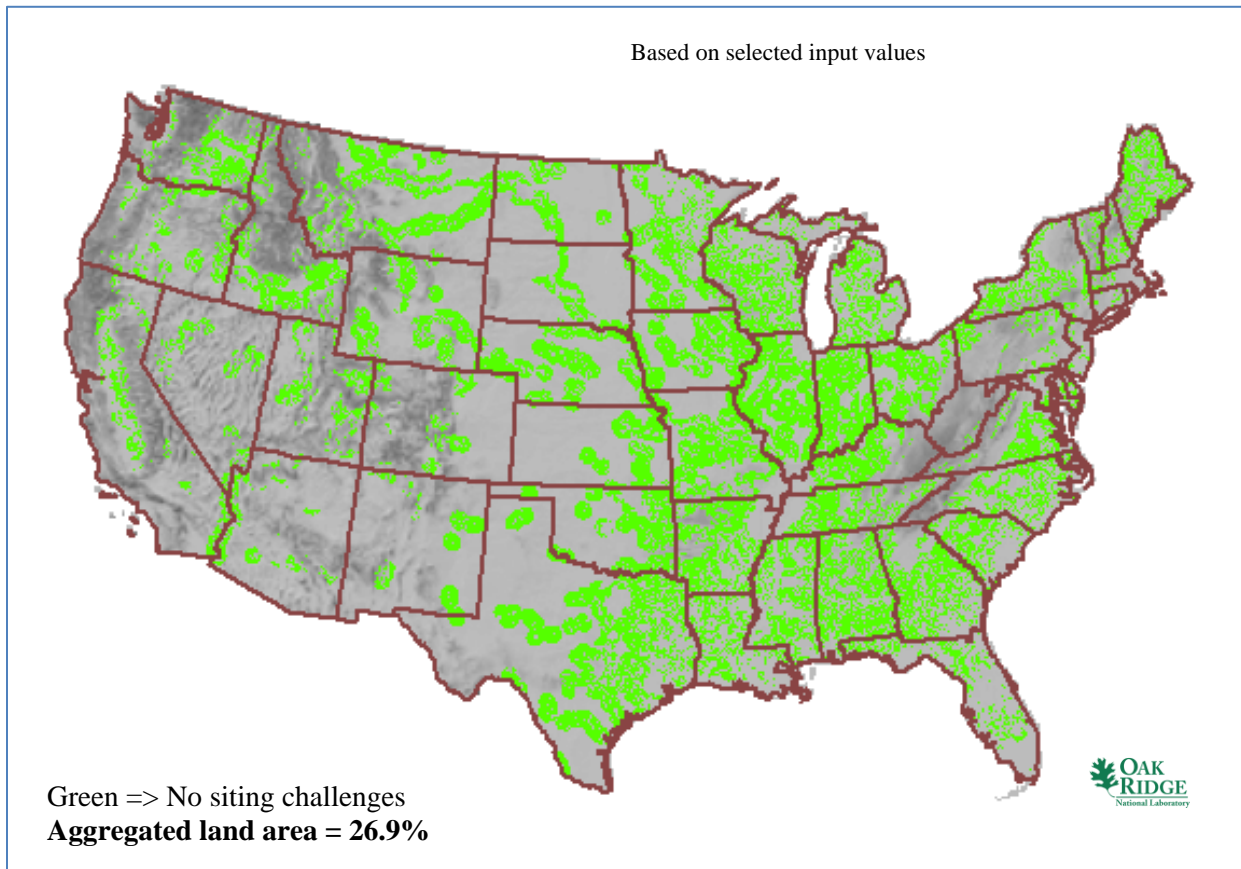 Based on selected input values
OAK
RIDGE
National Laboratory
Green => No siting challenges
Aggregated land area = 26.9%